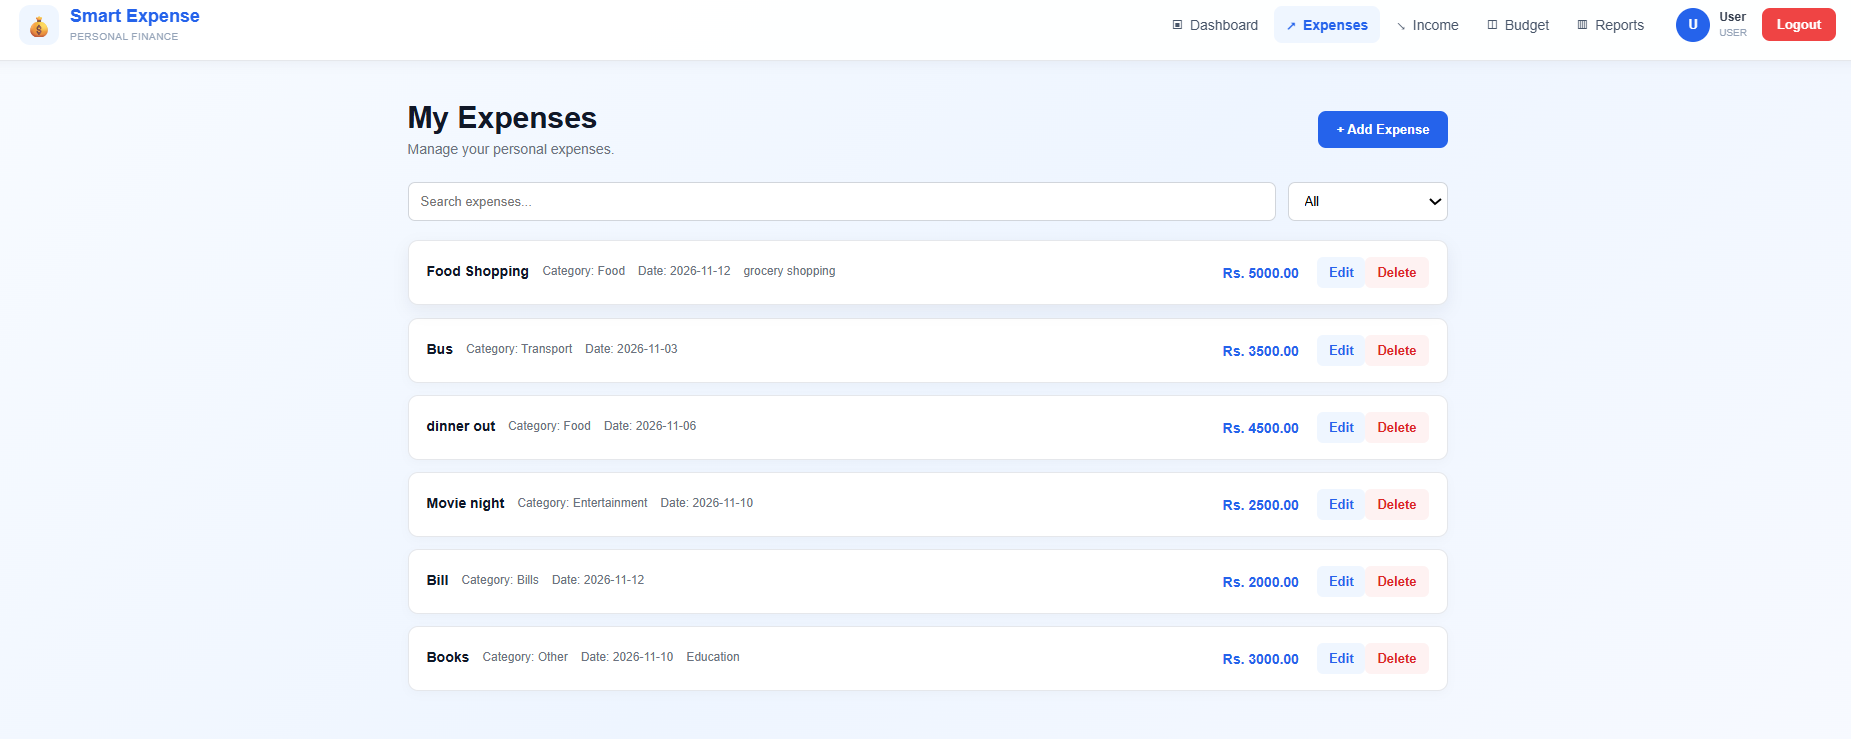 Smart Expense
PERSONAL FINANCE
Dashboard
Expenses
Income
Budget
Reports
U
User
USER
Logout
My Expenses
Manage your personal expenses.
+ Add Expense
Search expenses...
All
Food Shopping Category: Food Date: 2026-11-12 grocery shopping Rs. 5000.00 Edit Delete
Bus Category: Transport Date: 2026-11-03 Rs. 3500.00 Edit Delete
dinner out Category: Food Date: 2026-11-06 Rs. 4500.00 Edit Delete
Movie night Category: Entertainment Date: 2026-11-10 Rs. 2500.00 Edit Delete
Bill Category: Bills Date: 2026-11-12 Rs. 2000.00 Edit Delete
Books Category: Other Date: 2026-11-10 Education Rs. 3000.00 Edit Delete